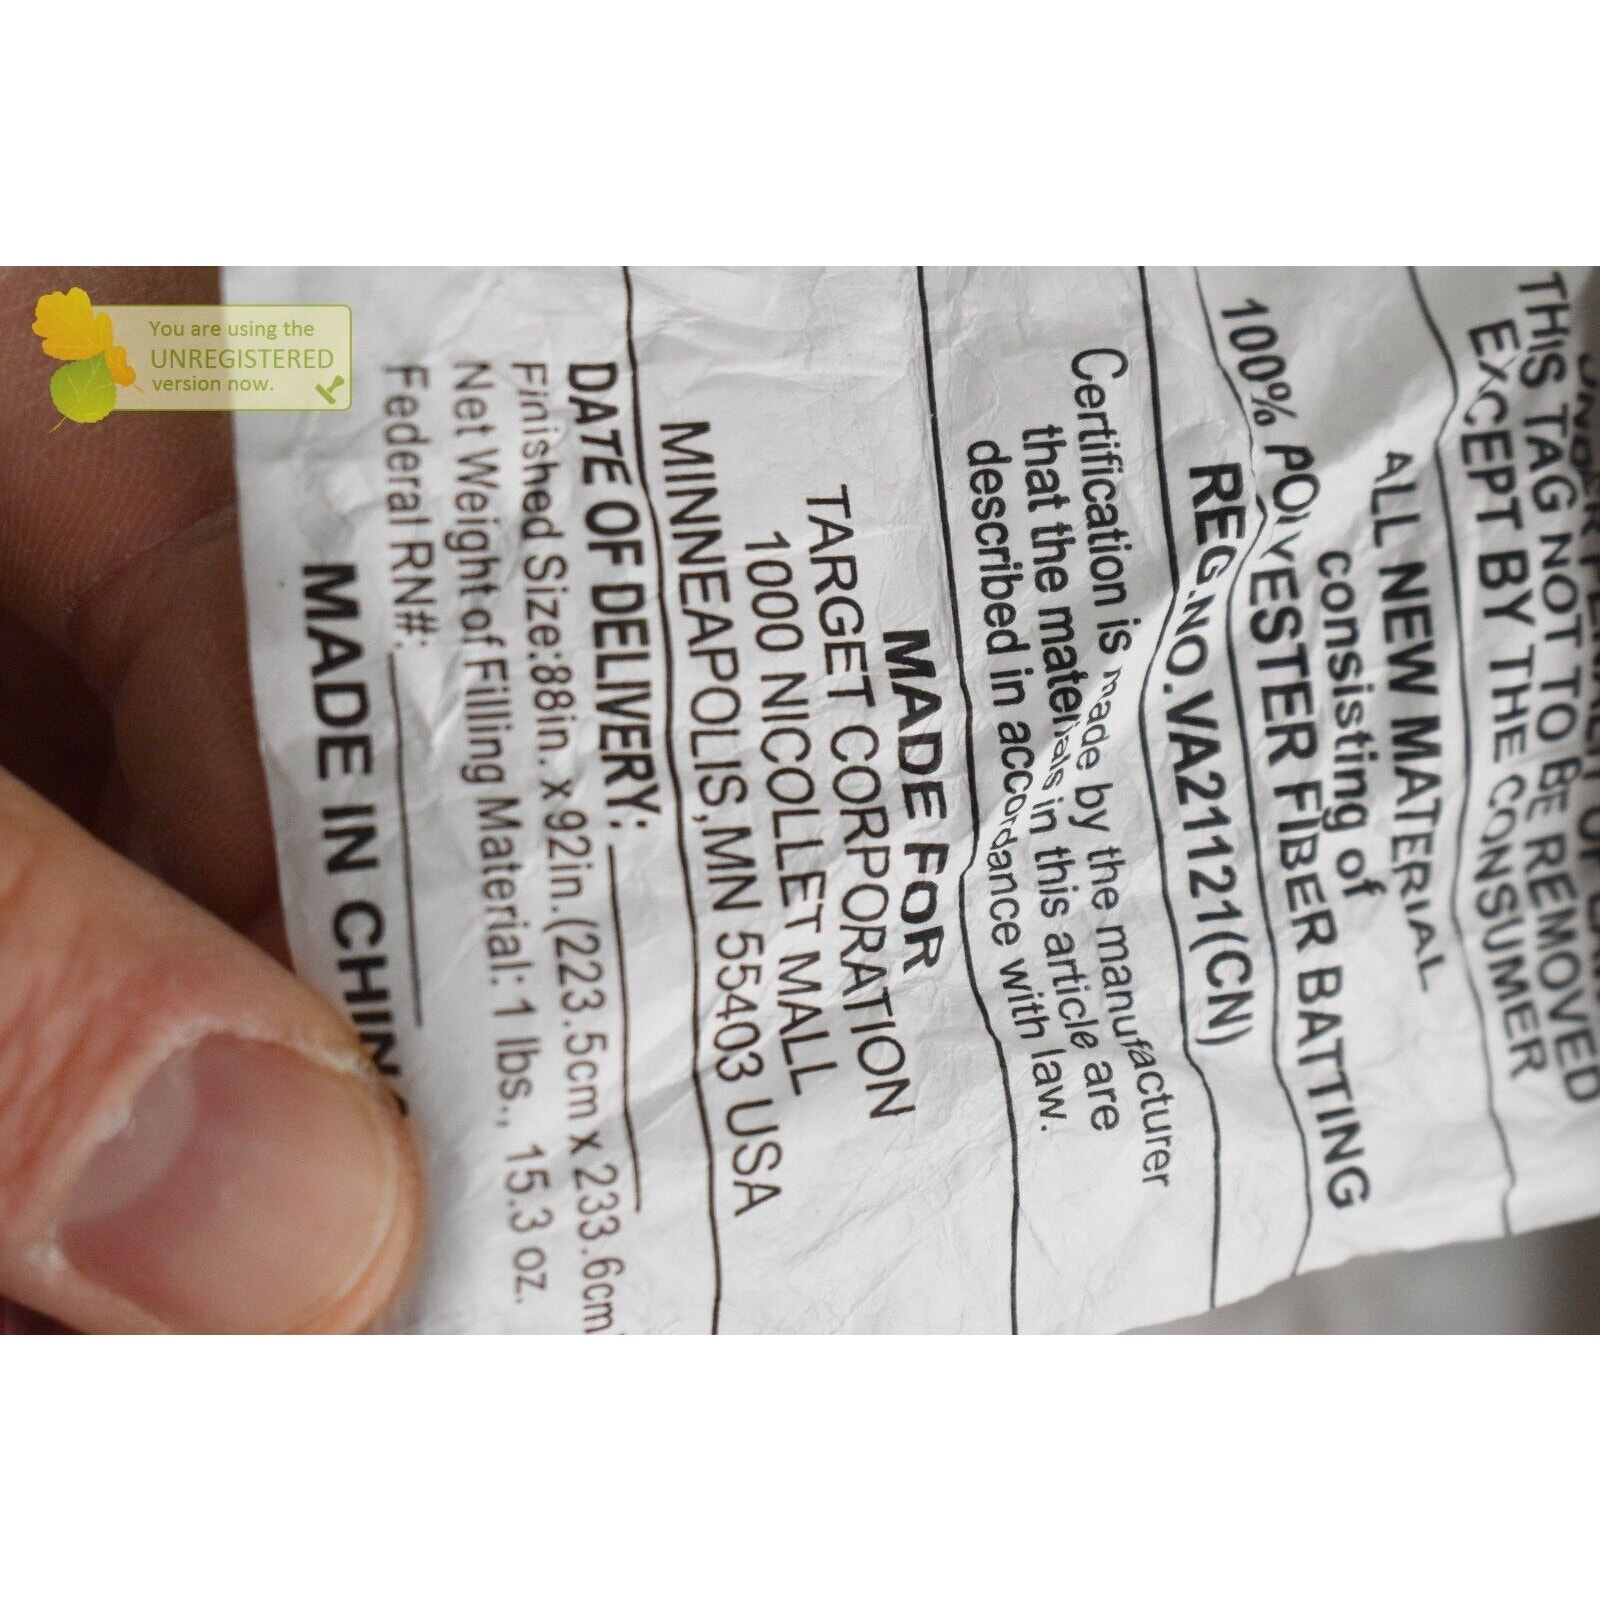 You are using the
UNREGISTERED
version now.
UNDER PENALTY OF
THIS TAG NOT TO BE REMOVED
EXCEPT BY THE CONSUMER
ALL NEW MATERIAL
consisting of
100% POLYESTER FIBER BATTING
REG.NO.VA21121(CN)
Certification is made by the manufacturer
that the materials in this article are
described in accordance with law.
MADE FOR
TARGET CORPORATION
1000 NICOLLET MALL
MINNEAPOLIS,MN 55403 USA
DATE OF DELIVERY:
Finished Size:88in. x 92in.(223.5cm x 233.6cm)
Net Weight of Filling Material: 1 lbs., 15.3 oz.
Federal RN#:
MADE IN CHINA